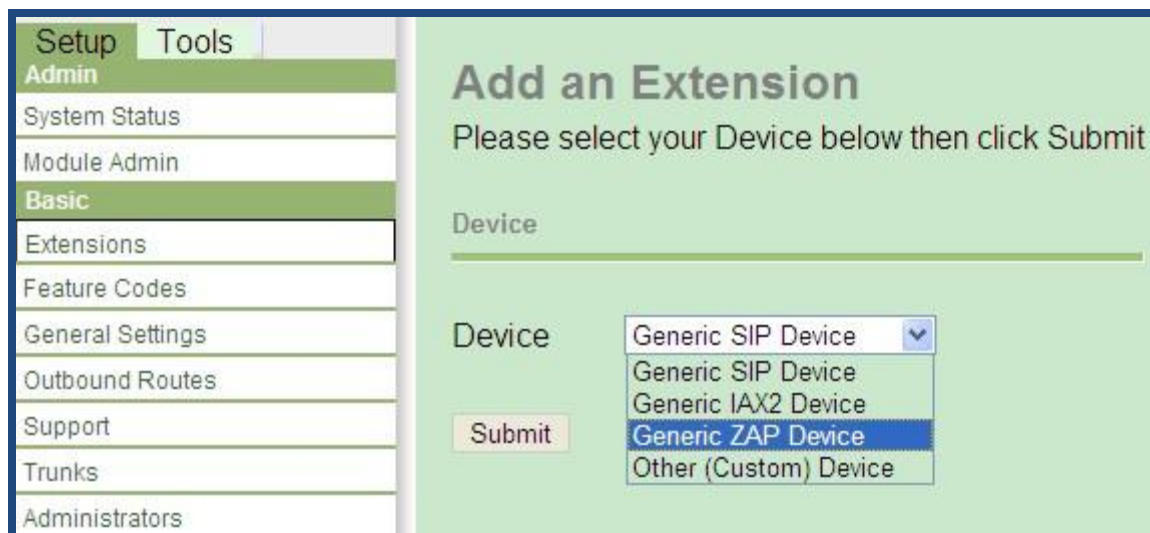 Setup Tools
Admin
System Status
Module Admin
Basic
Extensions
Feature Codes
General Settings
Outbound Routes
Support
Trunks
Administrators
Add an Extension
Please select your Device below then click Submit
Device
Device Generic SIP Device
Generic SIP Device
Generic IAX2 Device
Generic ZAP Device
Other (Custom) Device
Submit